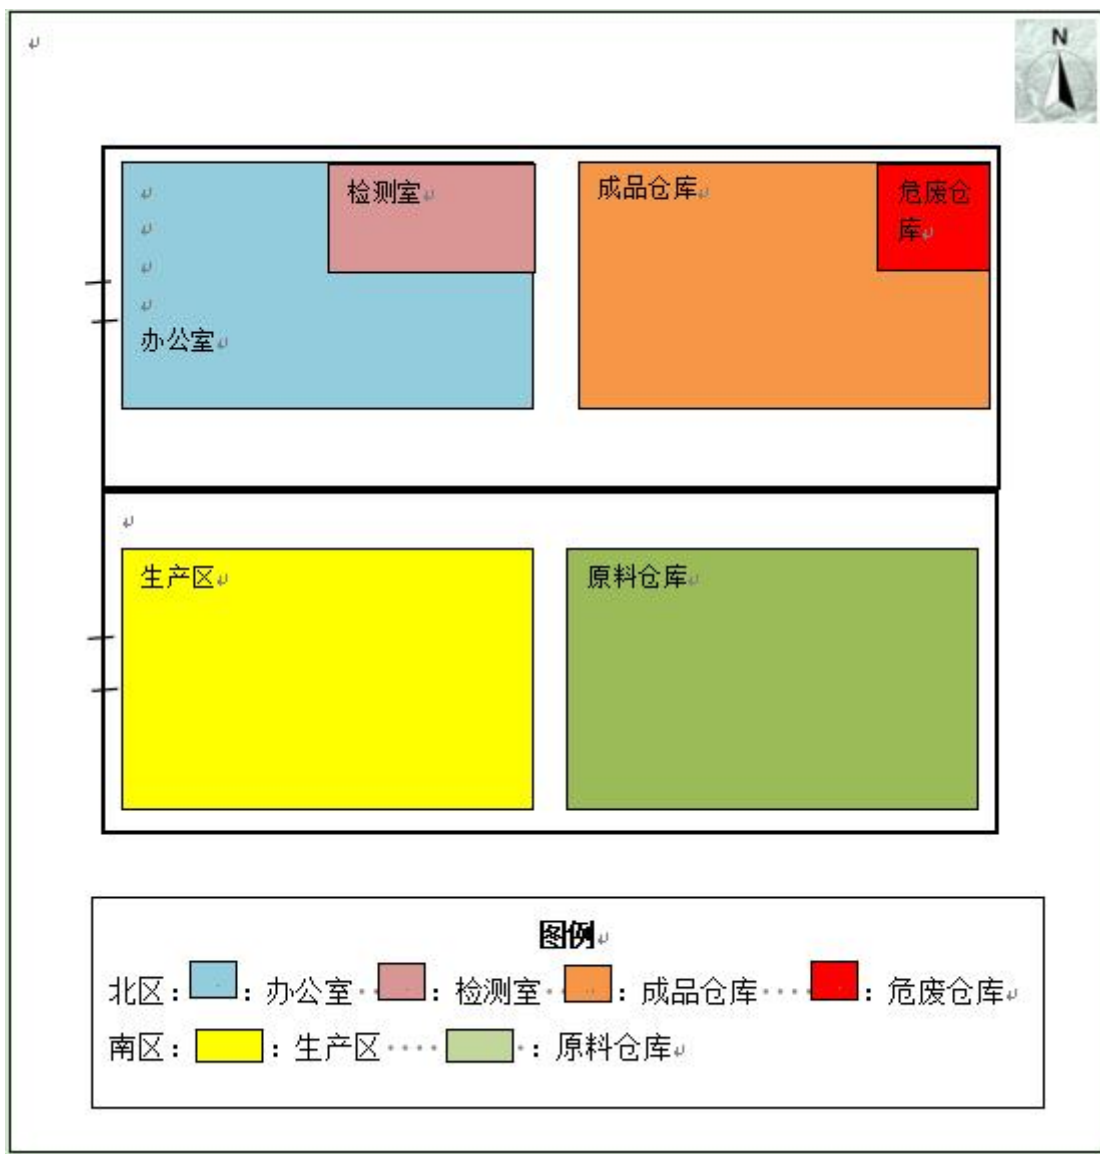 N
检测室
办公室
成品仓库
危废仓
库
生产区
原料仓库
图例
北区：：办公室：检测室：成品仓库：危废仓库
南区：：生产区：原料仓库